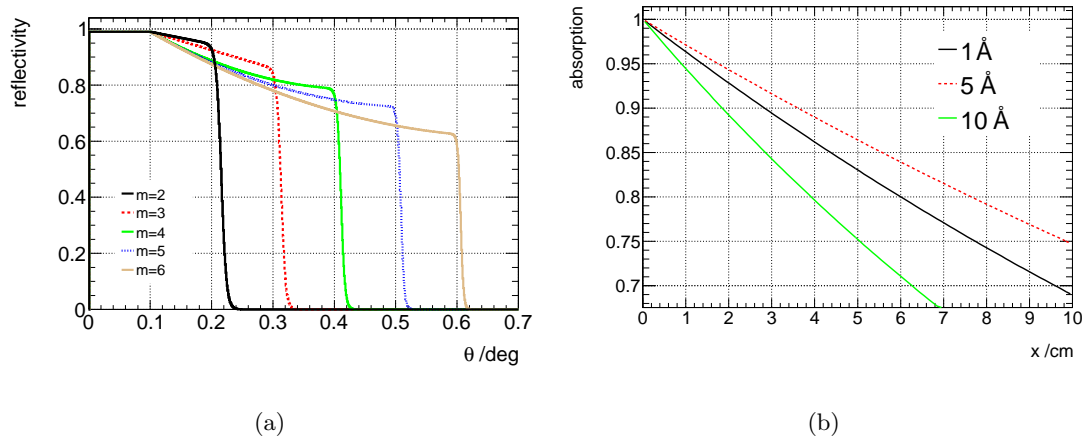 reflectivity
1
0.8
0.6
0.4
0.2
0
m=2
m=3
m=4
m=5
m=6
0 0.1 0.2 0.3 0.4 0.5 0.6 0.7
θ /deg
(a)
absorption
1
0.95
0.9
0.85
0.8
0.75
0.7
1 Å
5 Å
10 Å
0 1 2 3 4 5 6 7 8 9 10
x /cm
(b)